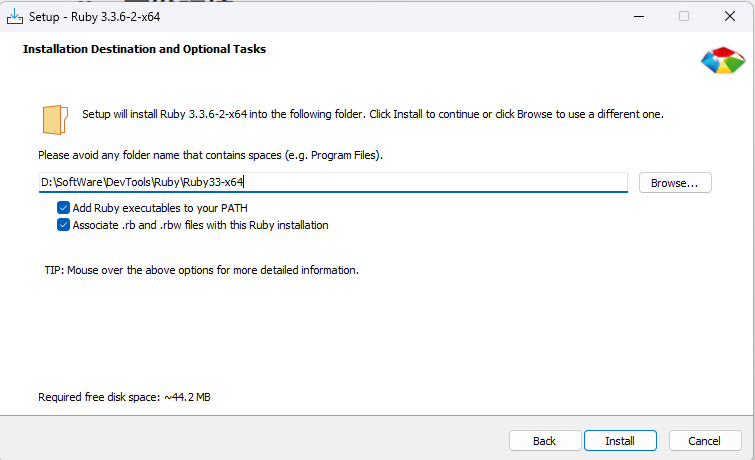 Setup - Ruby 3.3.6-2-x64
Installation Destination and Optional Tasks
Setup will install Ruby 3.3.6-2-x64 into the following folder. Click Install to continue or click Browse to use a different one.
Please avoid any folder name that contains spaces (e.g. Program Files).
D:\SoftWare\DevTools\Ruby\Ruby33-x64
Browse...
Add Ruby executables to your PATH
Associate .rb and .rbw files with this Ruby installation
TIP: Mouse over the above options for more detailed information.
Required free disk space: ~44.2 MB
Back Install Cancel